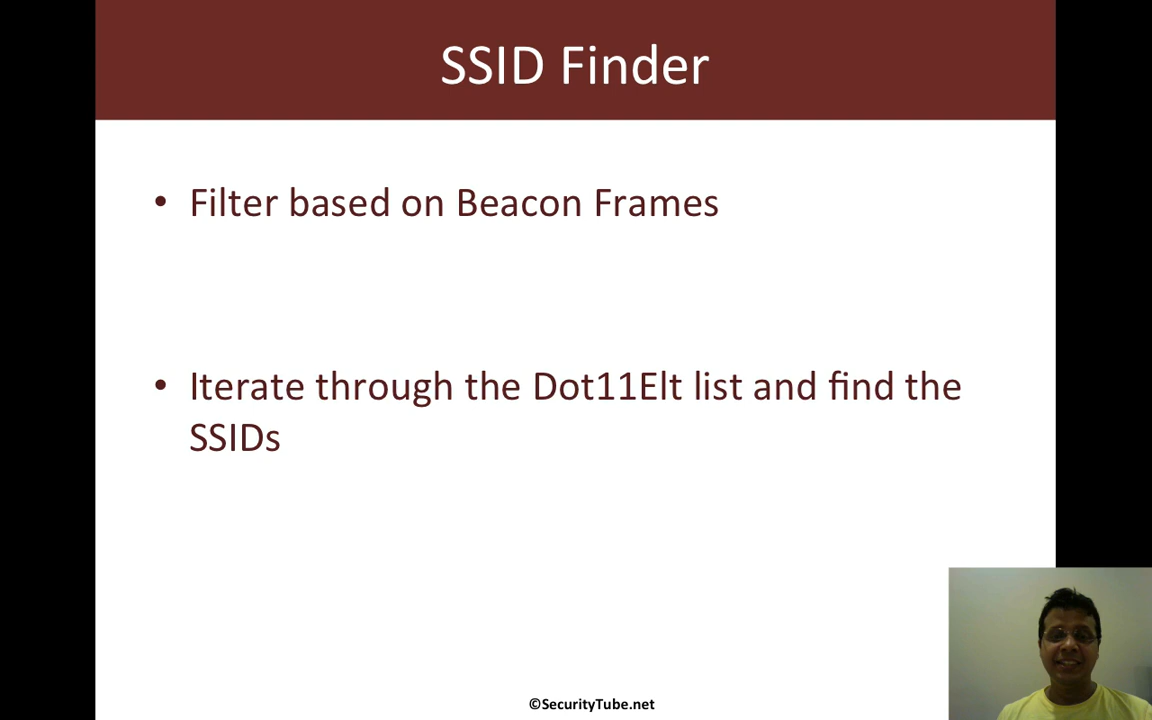 SSID Finder
• Filter based on Beacon Frames
• Iterate through the Dot11Elt list and find the
SSIDs
©SecurityTube.net